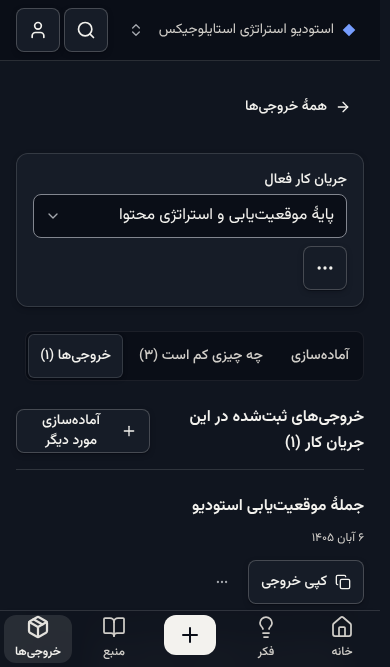 استودیو استراتژی استایلوجیکس
همهٔ خروجی‌ها
جریان کار فعال
پایهٔ موقعیت‌یابی و استراتژی محتوا
آماده‌سازی
چه چیزی کم است (۳)
خروجی‌ها (۱)
خروجی‌های ثبت‌شده در این
جریان کار (۱)
آماده‌سازی
مورد دیگر
جملهٔ موقعیت‌یابی استودیو
۶ آبان ۱۴۰۵
کپی خروجی
خانه
فکر
منبع
خروجی‌ها